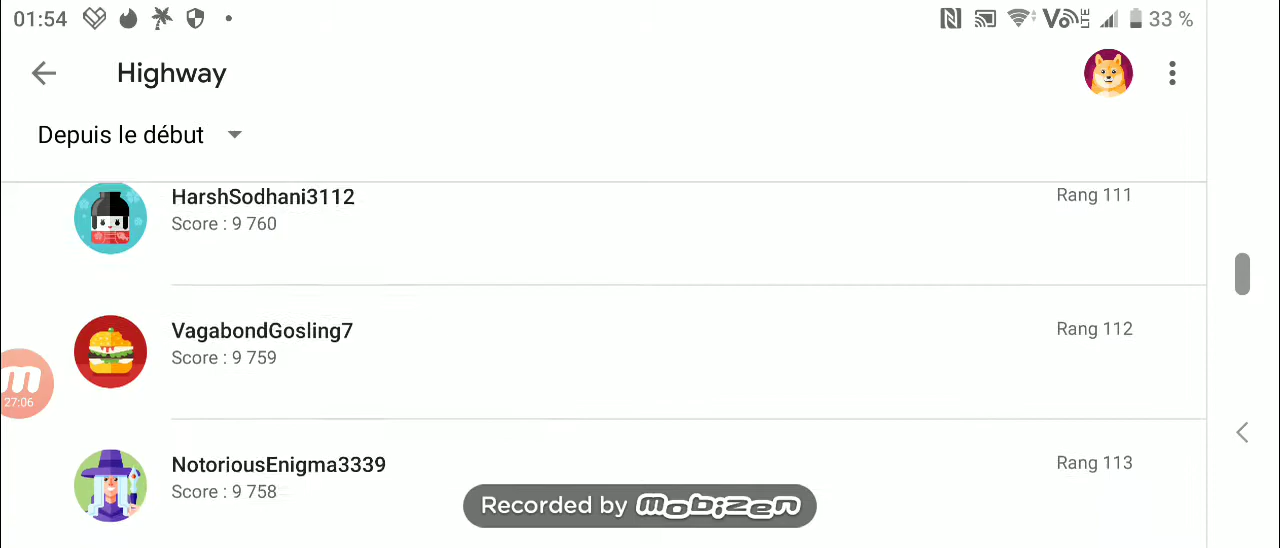 01:54
VoLTE 33 %
Highway
Depuis le début
HarshSodhani3112
Rang 111
Score : 9 760
VagabondGosling7
Rang 112
Score : 9 759
m
27:06
NotoriousEnigma3339
Rang 113
Score : 9 758
Recorded by mobizen